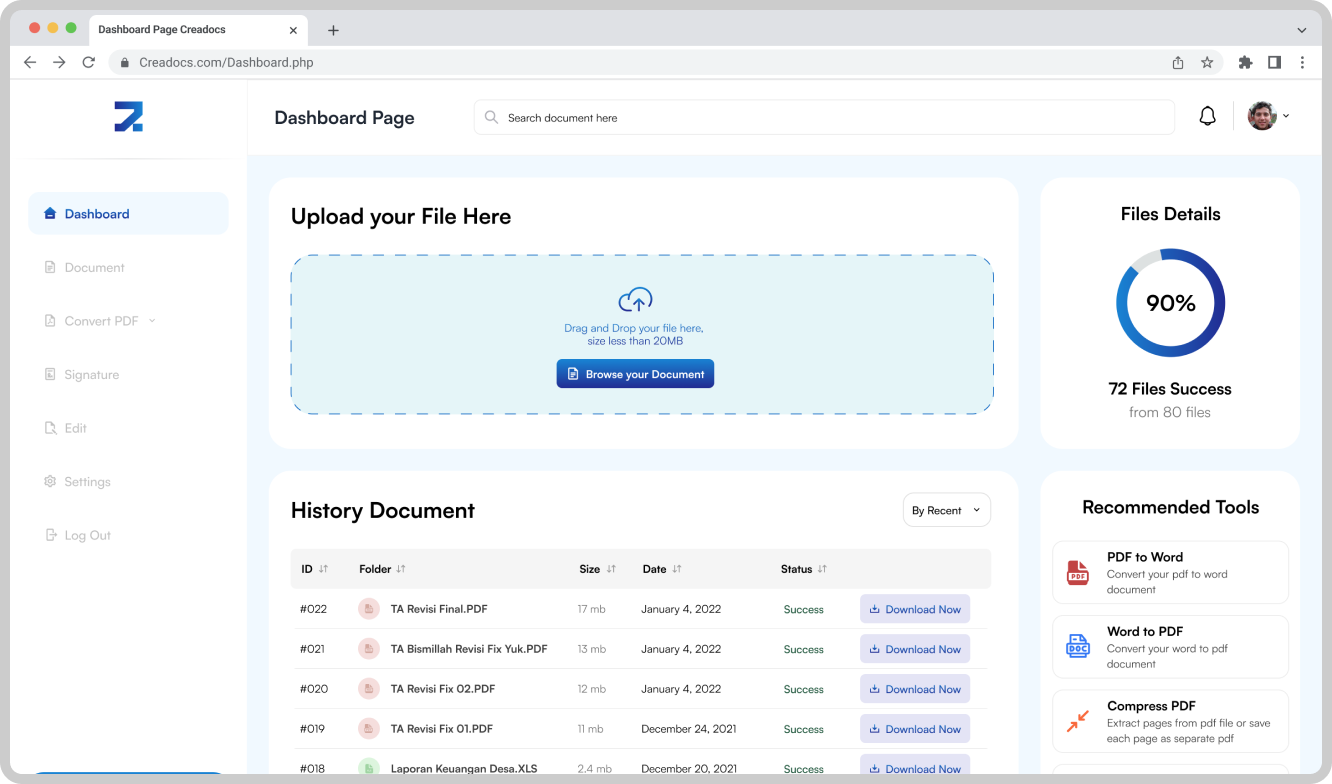 Dashboard Page Creadocs
Creadocs.com/Dashboard.php
Dashboard Page
Search document here
Dashboard
Document
Convert PDF
Signature
Edit
Settings
Log Out
Upload your File Here
Drag and Drop your file here,
size less than 20MB
Browse your Document
Files Details
90%
72 Files Success
from 80 files
History Document
By Recent
ID Folder Size Date Status
#022 TA Revisi Final.PDF 17 mb January 4, 2022 Success Download Now
#021 TA Bismillah Revisi Fix Yuk.PDF 13 mb January 4, 2022 Success Download Now
#020 TA Revisi Fix 02.PDF 12 mb January 4, 2022 Success Download Now
#019 TA Revisi Fix 01.PDF 11 mb December 24, 2021 Success Download Now
#018 Laporan Keuangan Desa.XLS 2.4 mb December 20, 2021 Success Download Now
Recommended Tools
PDF
PDF to Word
Convert your pdf to word
document
DOC
Word to PDF
Convert your word to pdf
document
Compress PDF
Extract pages from pdf file or save
each page as separate pdf